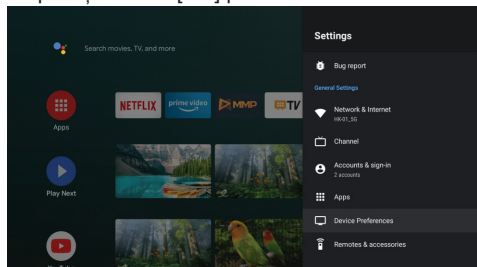 Settings
Search movies, TV, and more
Bug report
General Settings
NETFLIX
prime video
MMP
TV
Network & Internet
HK-01_5G
Channel
Apps
Accounts & sign-in
2 accounts
Apps
Play Next
Device Preferences
Remotes & accessories